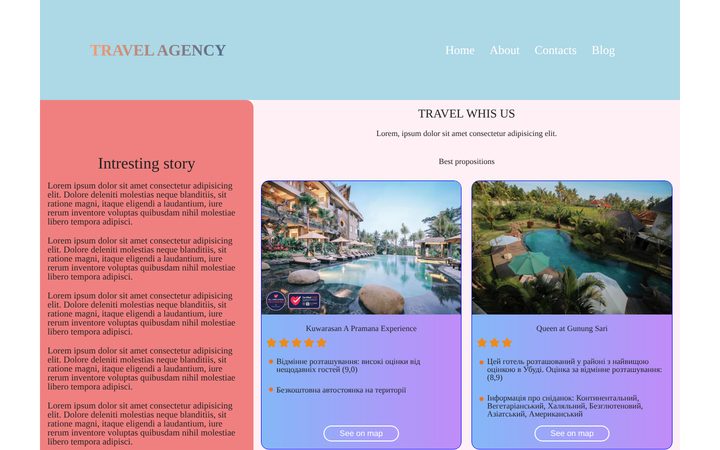 TRAVEL AGENCY
Home About Contacts Blog
Intresting story
Lorem ipsum dolor sit amet consectetur adipisicing
elit. Dolore deleniti molestias neque blanditiis, sit
ratione magni, itaque eligendi a laudantium, iure
rerum inventore voluptas quibusdam nihil molestiae
libero tempora adipisci.
Lorem ipsum dolor sit amet consectetur adipisicing
elit. Dolore deleniti molestias neque blanditiis, sit
ratione magni, itaque eligendi a laudantium, iure
rerum inventore voluptas quibusdam nihil molestiae
libero tempora adipisci.
Lorem ipsum dolor sit amet consectetur adipisicing
elit. Dolore deleniti molestias neque blanditiis, sit
ratione magni, itaque eligendi a laudantium, iure
rerum inventore voluptas quibusdam nihil molestiae
libero tempora adipisci.
Lorem ipsum dolor sit amet consectetur adipisicing
elit. Dolore deleniti molestias neque blanditiis, sit
ratione magni, itaque eligendi a laudantium, iure
rerum inventore voluptas quibusdam nihil molestiae
libero tempora adipisci.
Lorem ipsum dolor sit amet consectetur adipisicing
elit. Dolore deleniti molestias neque blanditiis, sit
ratione magni, itaque eligendi a laudantium, iure
rerum inventore voluptas quibusdam nihil molestiae
libero tempora adipisci.
TRAVEL WHIS US
Lorem, ipsum dolor sit amet consectetur adipisicing elit.
Best propositions
Kuwarasan A Pramana Experience
Відмінне розташування: високі оцінки від
нещодавніх гостей (9,0)
Безкоштовна автостоянка на території
See on map
Queen at Gunung Sari
Цей готель розташований у районі з найвищою
оцінкою в Убуді. Оцінка за відмінне розташування:
(8,9)
Інформація про сніданок: Континентальний,
Вегетаріанський, Халяльний, Безглютеновий,
Азіатський, Американський
See on map